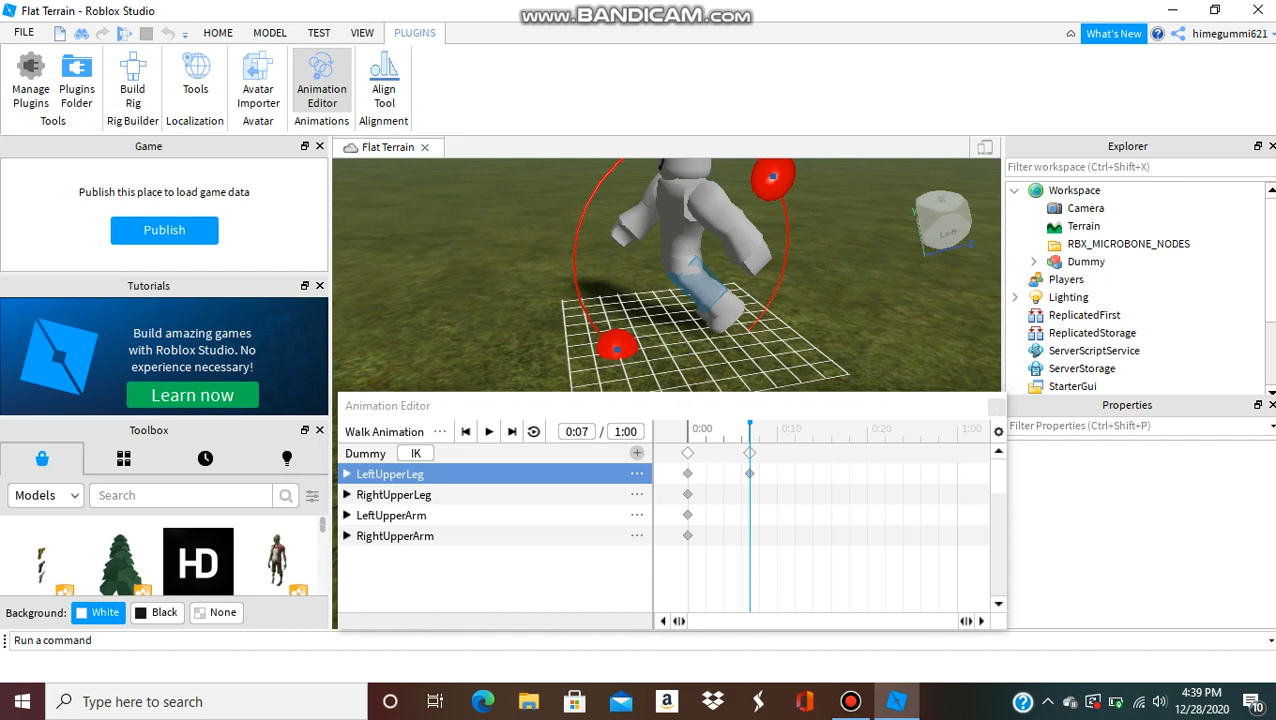 Flat Terrain - Roblox Studio
www.BANDICAM.com
FILE
HOME
MODEL
TEST
VIEW
PLUGINS
What's New
himegummi621
Manage Plugins
Plugins Folder
Build Rig
Tools
Avatar Importer
Animation Editor
Align Tool
Tools
Rig Builder
Localization
Avatar
Animations
Alignment
Game
Publish this place to load game data
Publish
Tutorials
Build amazing games
with Roblox Studio. No
experience necessary!
Learn now
Toolbox
Models
Search
HD
Background:
White
Black
None
Run a command
Flat Terrain
Left
Y
Z
Animation Editor
Walk Animation
0:07 / 1:00
0:00
0:10
0:20
1:00
Dummy
IK
LeftUpperLeg
RightUpperLeg
LeftUpperArm
RightUpperArm
Explorer
Filter workspace (Ctrl+Shift+X)
Workspace
Camera
Terrain
RBX_MICROBONE_NODES
Dummy
Players
Lighting
ReplicatedFirst
ReplicatedStorage
ServerScriptService
ServerStorage
StarterGui
Properties
Filter Properties (Ctrl+Shift+P)
Type here to search
4:39 PM
12/28/2020
10